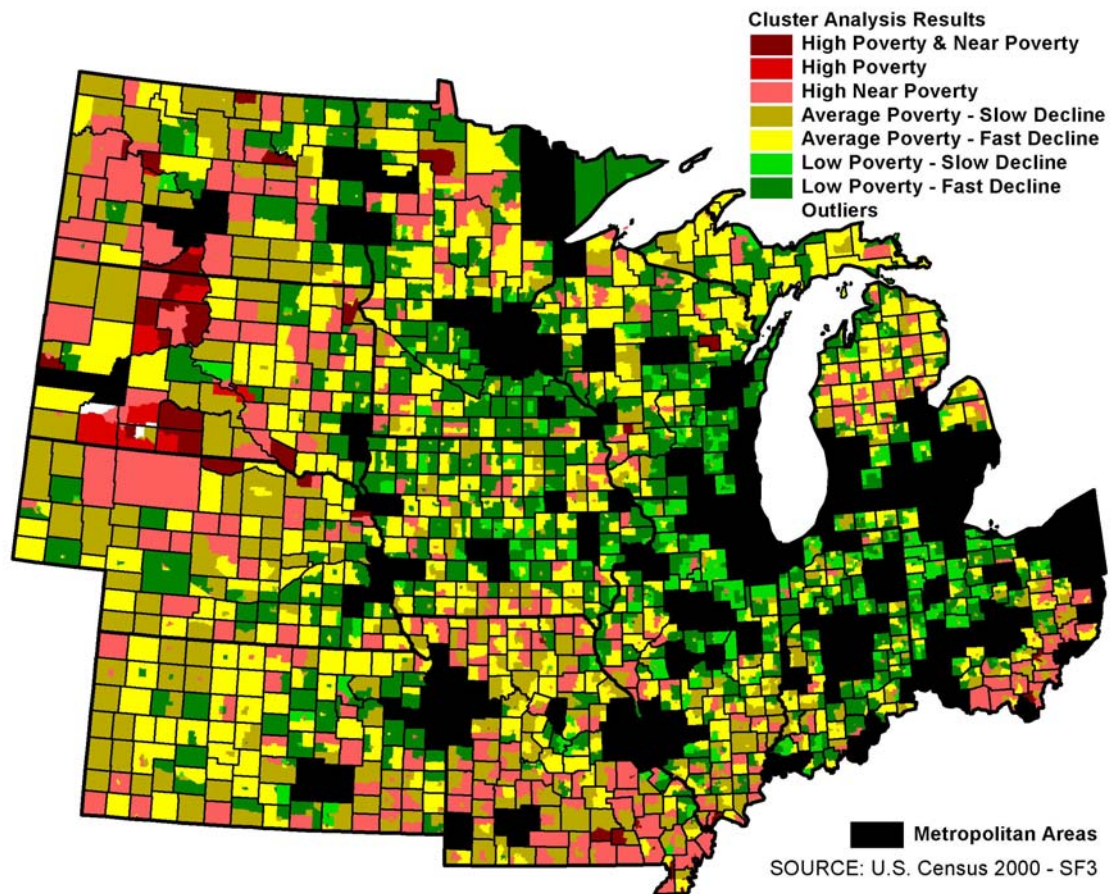 Cluster Analysis Results
High Poverty & Near Poverty
High Poverty
High Near Poverty
Average Poverty - Slow Decline
Average Poverty - Fast Decline
Low Poverty - Slow Decline
Low Poverty - Fast Decline
Outliers
Metropolitan Areas
SOURCE: U.S. Census 2000 - SF3